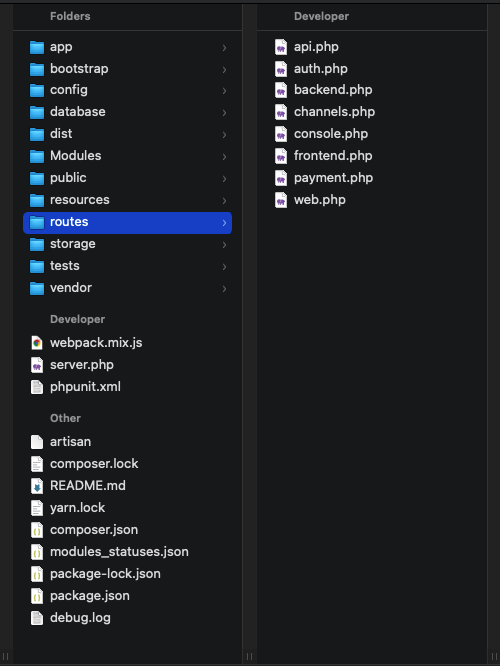 Folders
app
bootstrap
config
database
dist
Modules
public
resources
routes
storage
tests
vendor
Developer
webpack.mix.js
server.php
phpunit.xml
Other
artisan
composer.lock
README.md
yarn.lock
composer.json
modules_statuses.json
package-lock.json
package.json
debug.log
Developer
api.php
auth.php
backend.php
channels.php
console.php
frontend.php
payment.php
web.php